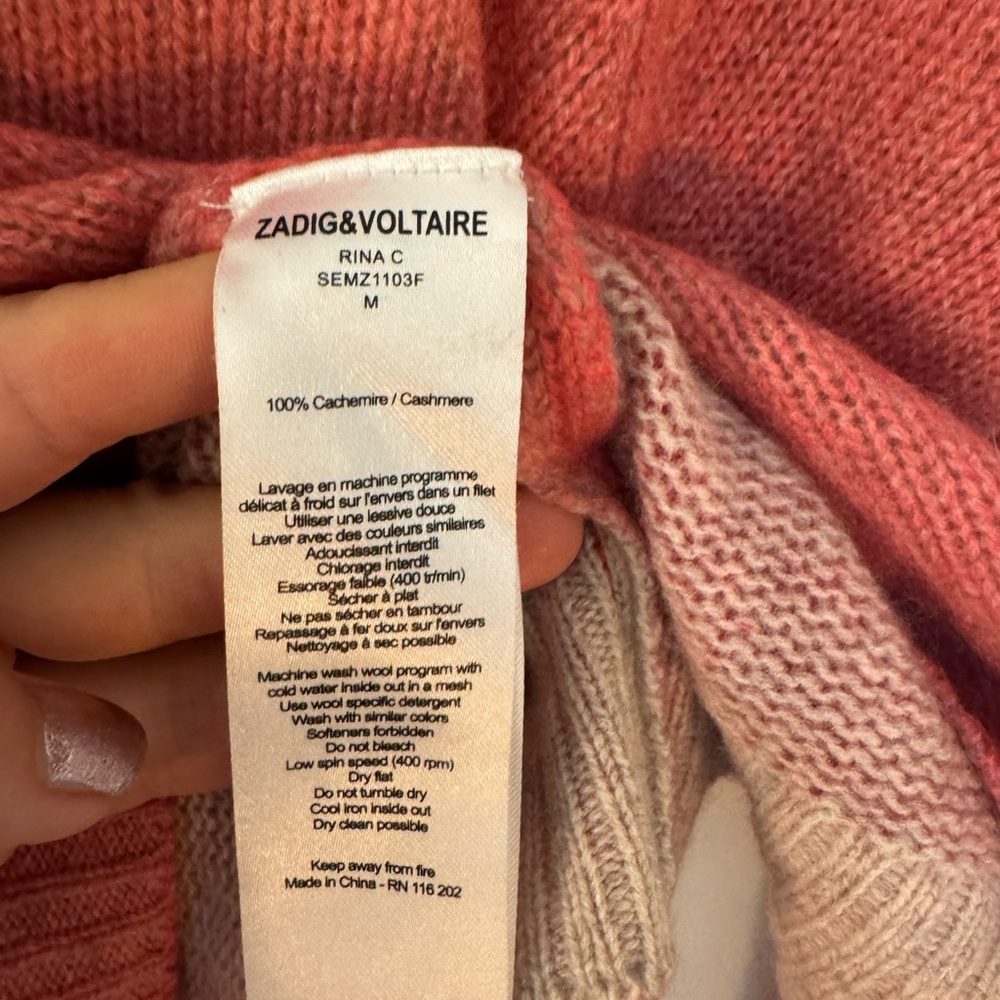 ZADIG&VOLTAIRE
RINA C
SEMZ1103F
M
100% Cachemire / Cashmere
Lavage en machine programme
délicat à froid sur l'envers dans un filet
Utiliser une lessive douce
Laver avec des couleurs similaires
Adoucissant interdit
Chlorage interdit
Essorage faible (400 tr/min)
Sécher à plat
Ne pas sécher en tambour
Repassage à fer doux sur l'envers
Nettoyage à sec possible
Machine wash wool program with
cold water inside out in a mesh
Use wool specific detergent
Wash with similar colors
Softeners forbidden
Do not bleach
Low spin speed (400 rpm)
Dry flat
Do not tumble dry
Cool iron inside out
Dry clean possible
Keep away from fire
Made in China - RN 116 202